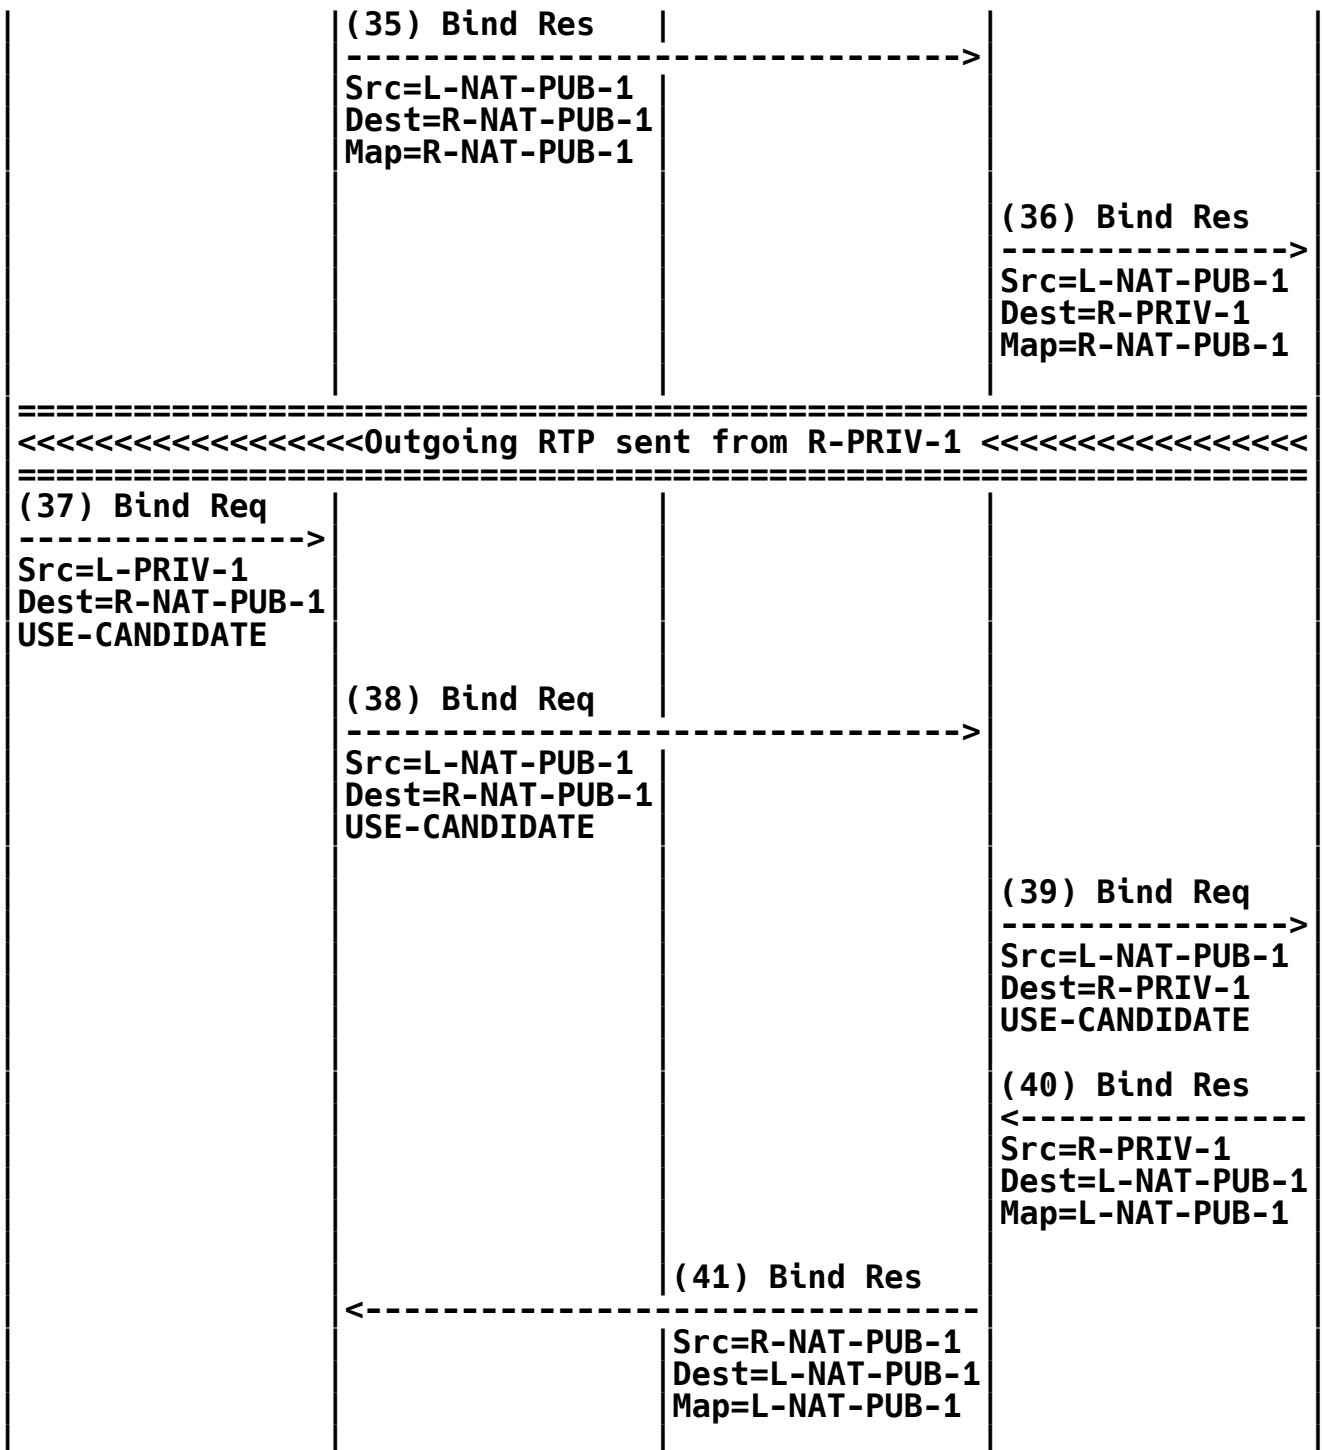 (35) Bind Res
-------------------------------->
Src=L-NAT-PUB-1
Dest=R-NAT-PUB-1
Map=R-NAT-PUB-1
(36) Bind Res
--------------->
Src=L-NAT-PUB-1
Dest=R-PRIV-1
Map=R-NAT-PUB-1
===================================================================
<<<<<<<<<<<<<<<<<<Outgoing RTP sent from R-PRIV-1 <<<<<<<<<<<<<<<<<
===================================================================
(37) Bind Req
--------------->
Src=L-PRIV-1
Dest=R-NAT-PUB-1
USE-CANDIDATE
(38) Bind Req
-------------------------------->
Src=L-NAT-PUB-1
Dest=R-NAT-PUB-1
USE-CANDIDATE
(39) Bind Req
--------------->
Src=L-NAT-PUB-1
Dest=R-PRIV-1
USE-CANDIDATE
(40) Bind Res
<---------------
Src=R-PRIV-1
Dest=L-NAT-PUB-1
Map=L-NAT-PUB-1
(41) Bind Res
<--------------------------------
Src=R-NAT-PUB-1
Dest=L-NAT-PUB-1
Map=L-NAT-PUB-1